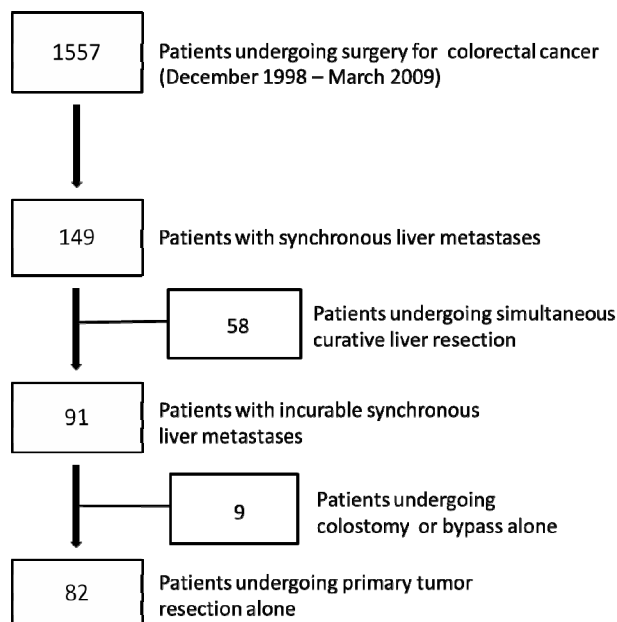 1557
Patients undergoing surgery for colorectal cancer
(December 1998 – March 2009)
149
Patients with synchronous liver metastases
58
Patients undergoing simultaneous
curative liver resection
91
Patients with incurable synchronous
liver metastases
9
Patients undergoing
colostomy or bypass alone
82
Patients undergoing primary tumor
resection alone